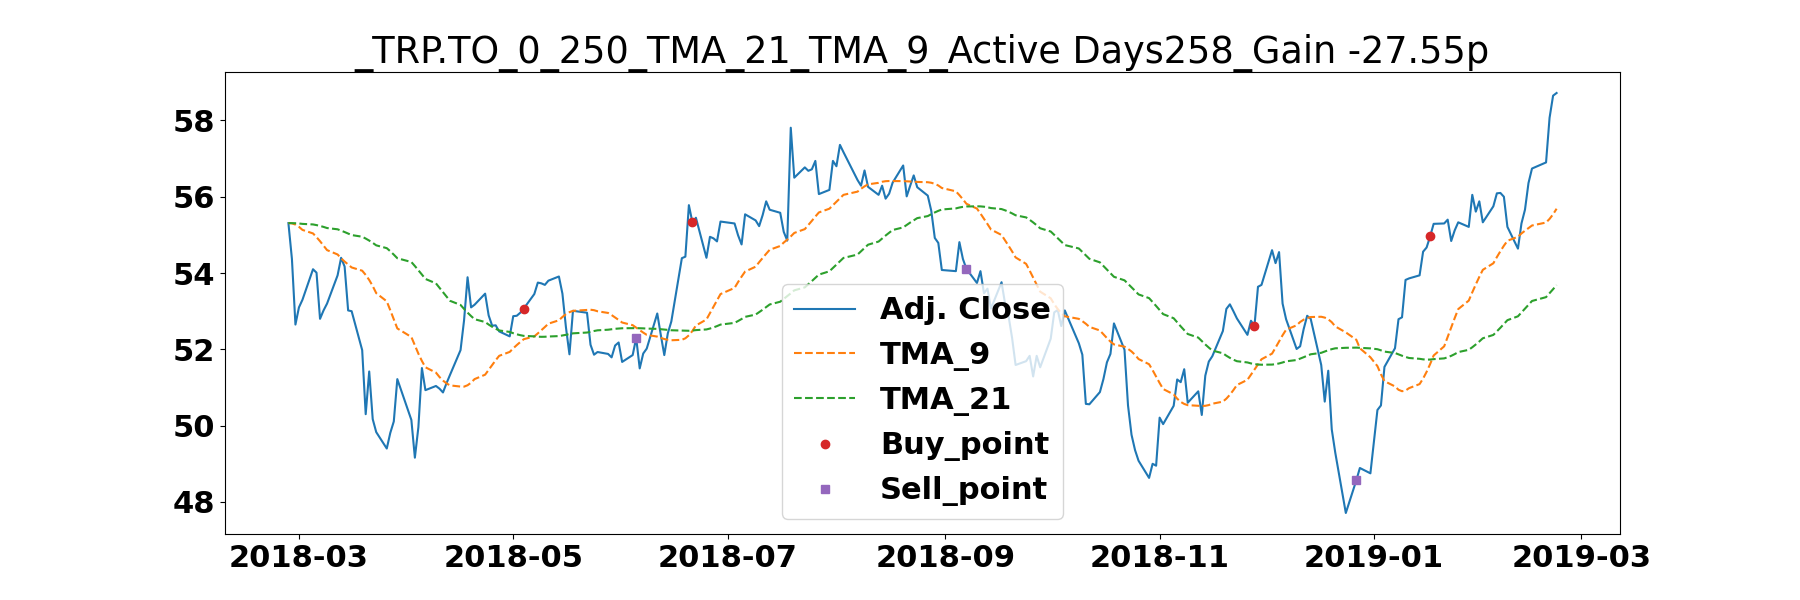 _TRP.TO_0_250_TMA_21_TMA_9_Active Days258_Gain -27.55p
58
56
54
52
50
48
Adj. Close
TMA_9
TMA_21
Buy_point
Sell_point
2018-03 2018-05 2018-07 2018-09 2018-11 2019-01 2019-03